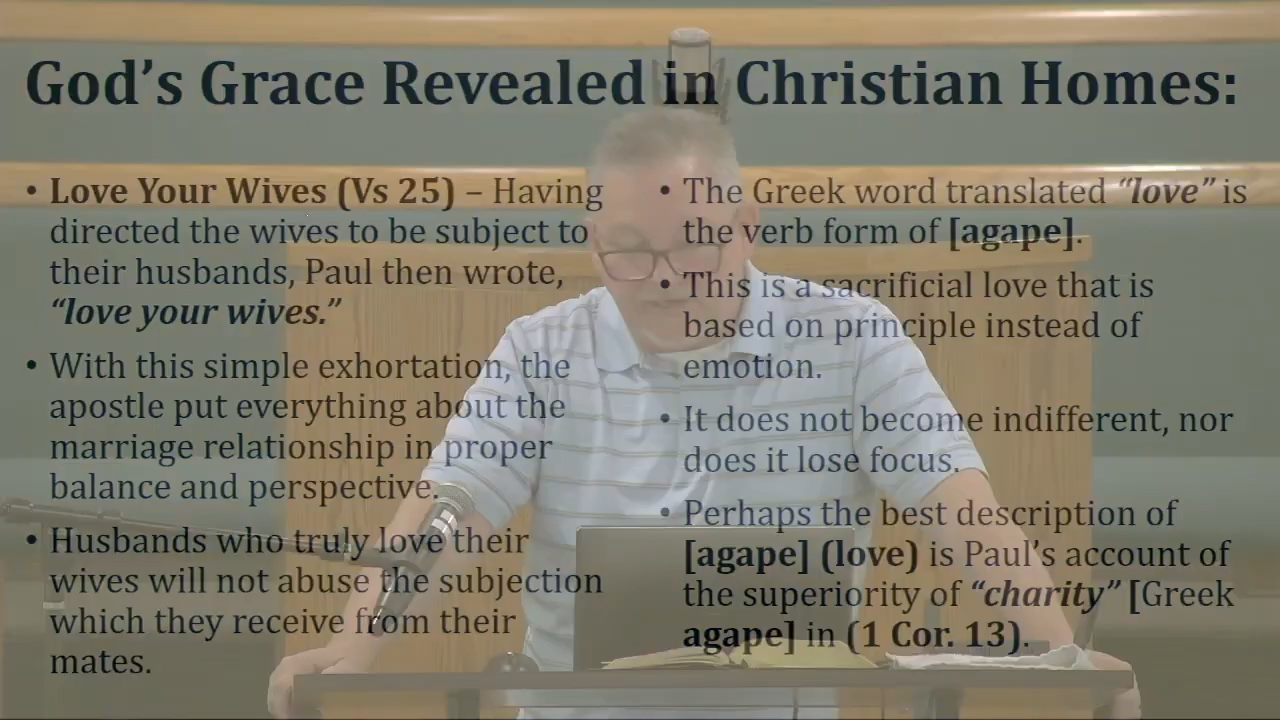 God's Grace Revealed in Christian Homes:
• Love Your Wives (Vs 25) – Having
directed the wives to be subject to
their husbands, Paul then wrote,
“love your wives.”
• With this simple exhortation, the
apostle put everything about the
marriage relationship in proper
balance and perspective.
• Husbands who truly love their
wives will not abuse the subjection
which they receive from their
mates.
• The Greek word translated “love” is
the verb form of [agape].
• This is a sacrificial love that is
based on principle instead of
emotion.
• It does not become indifferent, nor
does it lose focus.
• Perhaps the best description of
[agape] (love) is Paul's account of
the superiority of “charity” [Greek
agape] in (1 Cor. 13).